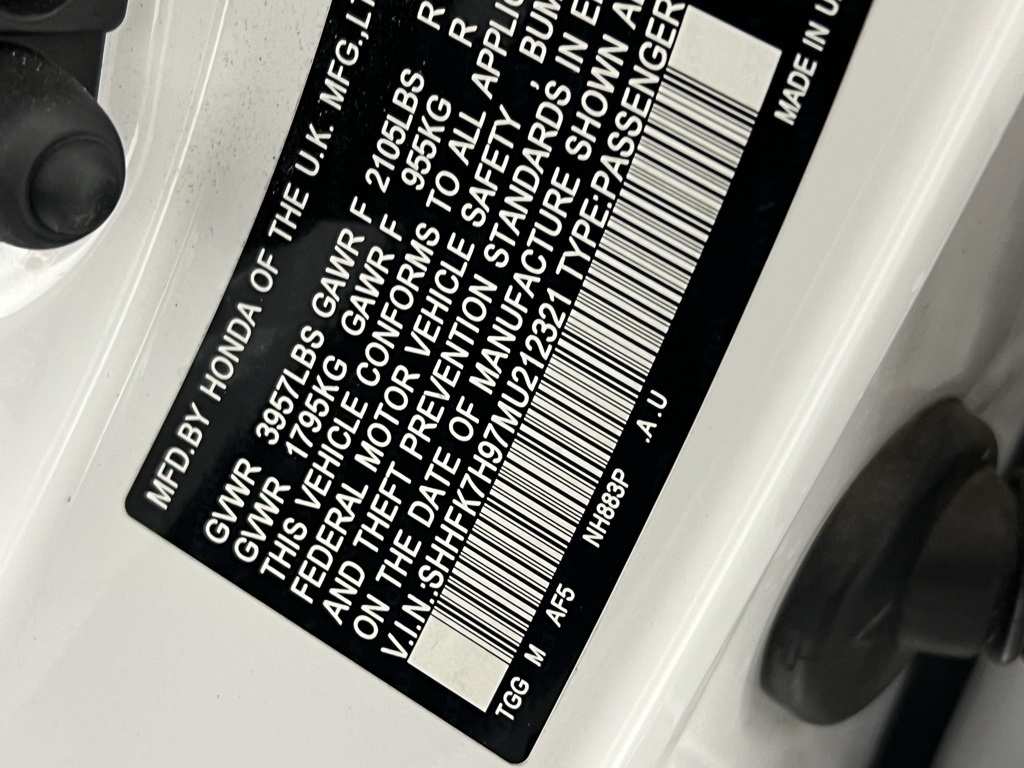 MFD.BY HONDA OF THE U.K. MFG.,LT
GVWR 3957LBS GAWR F 2105LBS R
GVWR 1795KG GAWR F 955KG R
THIS VEHICLE CONFORMS TO ALL APPLIC
FEDERAL MOTOR VEHICLE SAFETY, BUM
AND THEFT PREVENTION STANDARDS IN E
ON THE DATE OF MANUFACTURE SHOWN A
V.I.N.:SHHFK7H97MU212321 TYPE:PASSENGER
TGG M AF5 NH883P .A.U MADE IN U